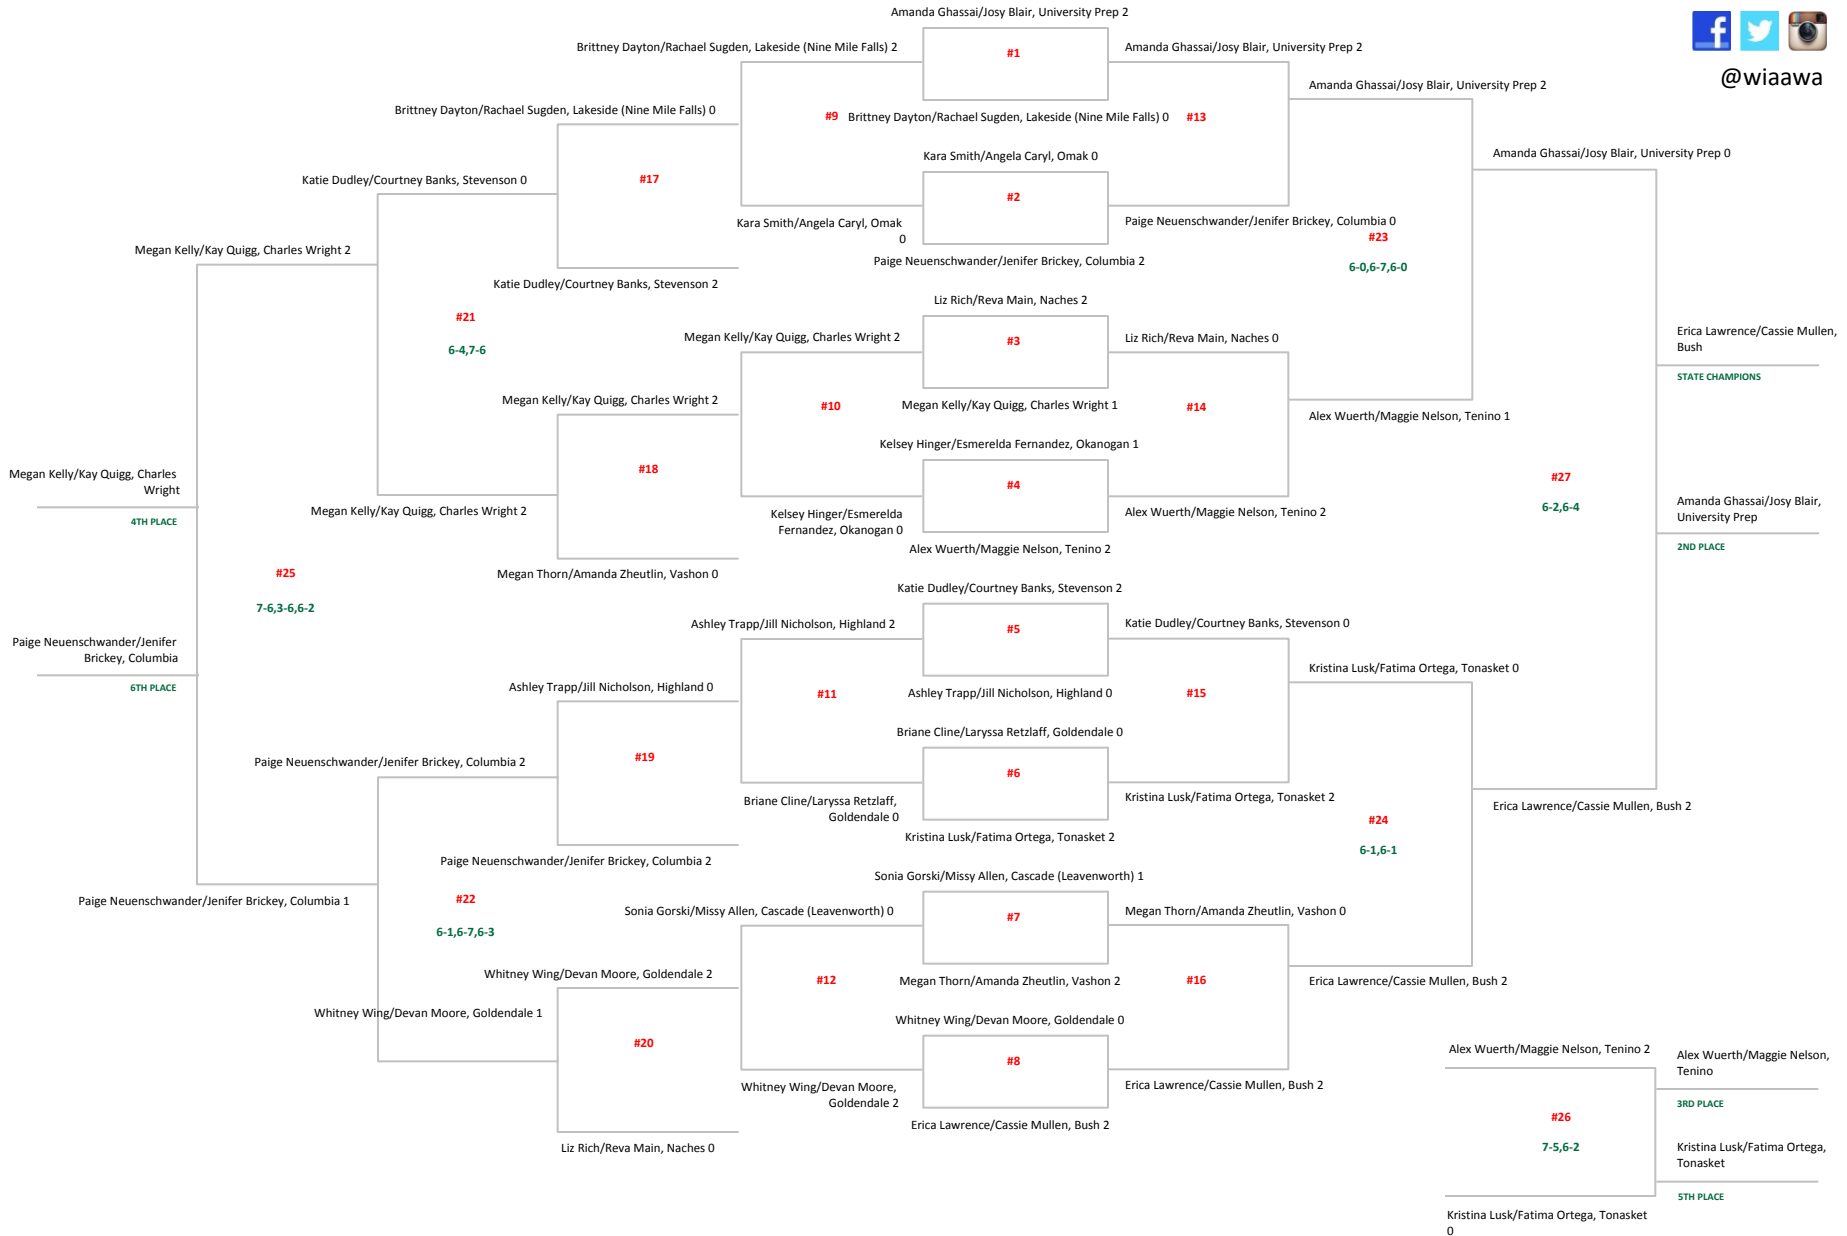 Amanda Ghassai/Josy Blair, University Prep 2
Brittney Dayton/Rachael Sugden, Lakeside (Nine Mile Falls) 2
#1
Amanda Ghassai/Josy Blair, University Prep 2
@wiaawa
Amanda Ghassai/Josy Blair, University Prep 2
Brittney Dayton/Rachael Sugden, Lakeside (Nine Mile Falls) 0
#9
Brittney Dayton/Rachael Sugden, Lakeside (Nine Mile Falls) 0
#13
Kara Smith/Angela Caryl, Omak 0
Amanda Ghassai/Josy Blair, University Prep 0
Katie Dudley/Courtney Banks, Stevenson 0
#17
#2
Kara Smith/Angela Caryl, Omak
0
Paige Neuenschwander/Jenifer Brickey, Columbia 0
#23
Megan Kelly/Kay Quigg, Charles Wright 2
Paige Neuenschwander/Jenifer Brickey, Columbia 2
6-0,6-7,6-0
Katie Dudley/Courtney Banks, Stevenson 2
Liz Rich/Reva Main, Naches 2
#21
6-4,7-6
Megan Kelly/Kay Quigg, Charles Wright 2
#3
Liz Rich/Reva Main, Naches 0
Erica Lawrence/Cassie Mullen,
Bush
STATE CHAMPIONS
Megan Kelly/Kay Quigg, Charles Wright 2
#10
Megan Kelly/Kay Quigg, Charles Wright 1
#14
Alex Wuerth/Maggie Nelson, Tenino 1
Kelsey Hinger/Esmerelda Fernandez, Okanogan 1
Megan Kelly/Kay Quigg, Charles
Wright
4TH PLACE
#18
#4
#27
6-2,6-4
Megan Kelly/Kay Quigg, Charles Wright 2
Kelsey Hinger/Esmerelda
Fernandez, Okanogan 0
Alex Wuerth/Maggie Nelson, Tenino 2
Amanda Ghassai/Josy Blair,
University Prep
2ND PLACE
Alex Wuerth/Maggie Nelson, Tenino 2
Megan Thorn/Amanda Zheutlin, Vashon 0
#25
7-6,3-6,6-2
Katie Dudley/Courtney Banks, Stevenson 2
Ashley Trapp/Jill Nicholson, Highland 2
#5
Katie Dudley/Courtney Banks, Stevenson 0
Paige Neuenschwander/Jenifer
Brickey, Columbia
6TH PLACE
Kristina Lusk/Fatima Ortega, Tonasket 0
Ashley Trapp/Jill Nicholson, Highland 0
#11
Ashley Trapp/Jill Nicholson, Highland 0
#15
Briane Cline/Laryssa Retzlaff, Goldendale 0
Paige Neuenschwander/Jenifer Brickey, Columbia 2
#19
#6
Briane Cline/Laryssa Retzlaff,
Goldendale 0
Kristina Lusk/Fatima Ortega, Tonasket 2
Erica Lawrence/Cassie Mullen, Bush 2
#24
6-1,6-1
Kristina Lusk/Fatima Ortega, Tonasket 2
Paige Neuenschwander/Jenifer Brickey, Columbia 2
Sonia Gorski/Missy Allen, Cascade (Leavenworth) 1
Paige Neuenschwander/Jenifer Brickey, Columbia 1
#22
6-1,6-7,6-3
Sonia Gorski/Missy Allen, Cascade (Leavenworth) 0
#7
Megan Thorn/Amanda Zheutlin, Vashon 0
Whitney Wing/Devan Moore, Goldendale 2
#12
Megan Thorn/Amanda Zheutlin, Vashon 2
#16
Erica Lawrence/Cassie Mullen, Bush 2
Whitney Wing/Devan Moore, Goldendale 1
Whitney Wing/Devan Moore, Goldendale 0
#20
#8
Alex Wuerth/Maggie Nelson, Tenino 2
Alex Wuerth/Maggie Nelson,
Tenino
3RD PLACE
Whitney Wing/Devan Moore,
Goldendale 2
Erica Lawrence/Cassie Mullen, Bush 2
Erica Lawrence/Cassie Mullen, Bush 2
#26
7-5,6-2
Liz Rich/Reva Main, Naches 0
Kristina Lusk/Fatima Ortega,
Tonasket
5TH PLACE
Kristina Lusk/Fatima Ortega, Tonasket
0